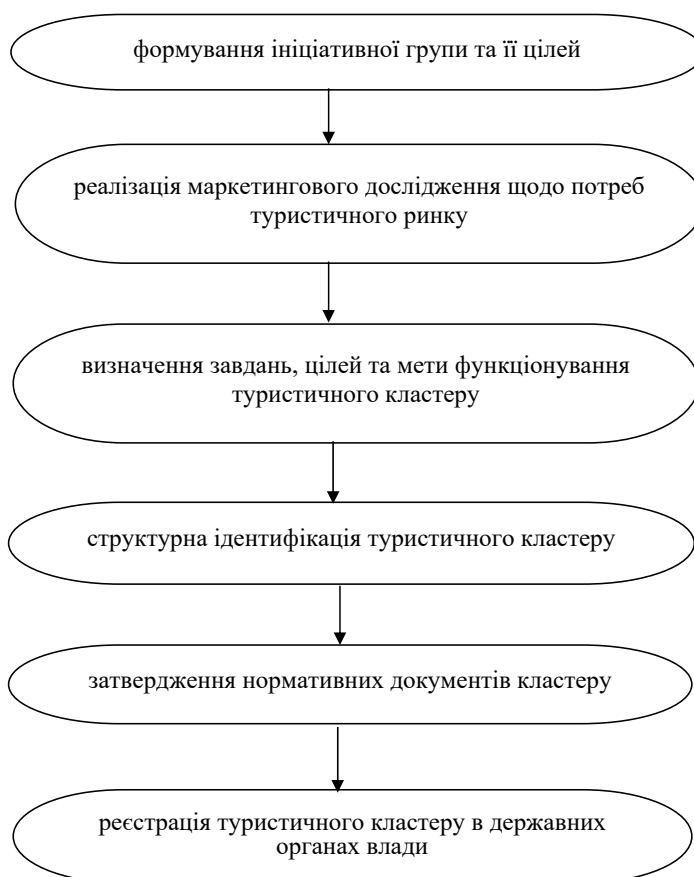 формування ініціативної групи та її цілей
реалізація маркетингового дослідження щодо потреб
туристичного ринку
визначення завдань, цілей та мети функціонування
туристичного кластеру
структурна ідентифікація туристичного кластеру
затвердження нормативних документів кластеру
реєстрація туристичного кластеру в державних
органах влади